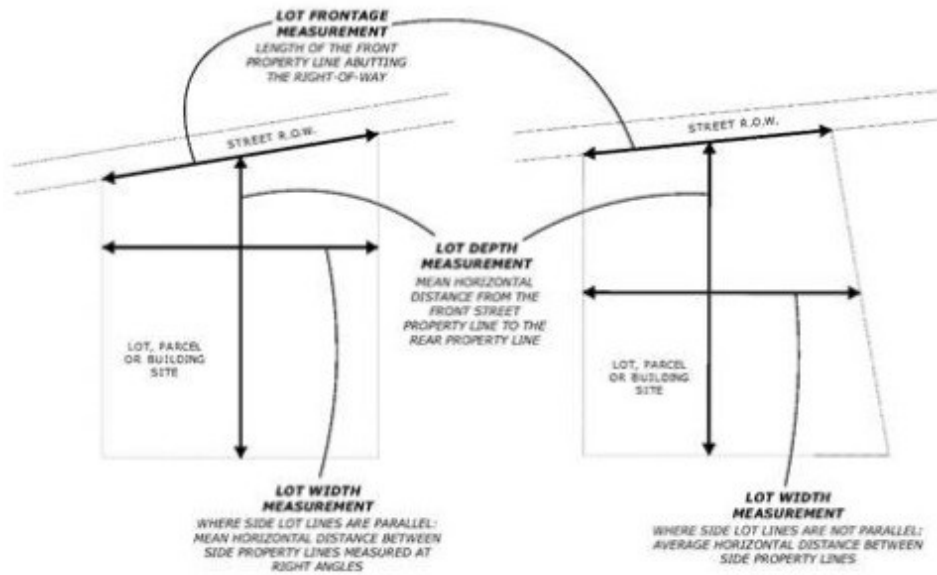 LOT FRONTAGE
MEASUREMENT
LENGTH OF THE FRONT
PROPERTY LINE ABUTTING
THE RIGHT-OF-WAY
STREET R.O.W.
STREET R.O.W.
LOT DEPTH
MEASUREMENT
MEAN HORIZONTAL
DISTANCE FROM THE
FRONT STREET
PROPERTY LINE TO THE
REAR PROPERTY LINE
LOT, PARCEL
OR BUILDING
SITE
LOT, PARCEL
OR BUILDING
SITE
LOT WIDTH
MEASUREMENT
WHERE SIDE LOT LINES ARE PARALLEL:
MEAN HORIZONTAL DISTANCE BETWEEN
SIDE PROPERTY LINES MEASURED AT
RIGHT ANGLES
LOT WIDTH
MEASUREMENT
WHERE SIDE LOT LINES ARE NOT PARALLEL:
AVERAGE HORIZONTAL DISTANCE BETWEEN
SIDE PROPERTY LINES